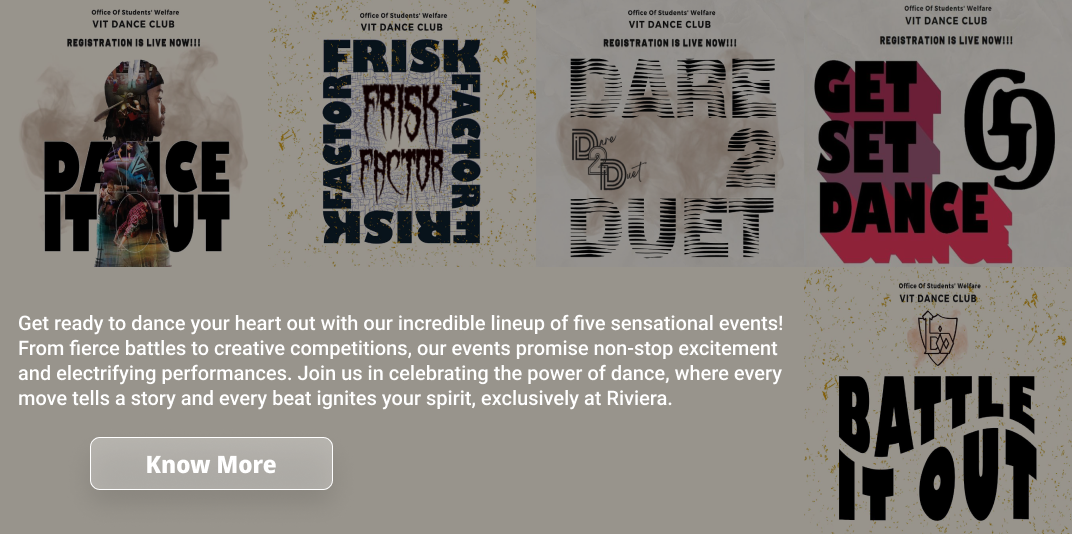 Office Of Students' Welfare
VIT DANCE CLUB
REGISTRATION IS LIVE NOW!!!
DANCE
IT OUT
Office Of Students' Welfare
VIT DANCE CLUB
FRISK
FACTOR
FRISK
FACTOR
FACTOR
FRISK
Office Of Students' Welfare
VIT DANCE CLUB
REGISTRATION IS LIVE NOW!!!
DARE
Dare
2
Duet
2
DUET
Office Of Students' Welfare
VIT DANCE CLUB
REGISTRATION IS LIVE NOW!!!
GET
SET
DANCE
Get ready to dance your heart out with our incredible lineup of five sensational events!
From fierce battles to creative competitions, our events promise non-stop excitement
and electrifying performances. Join us in celebrating the power of dance, where every
move tells a story and every beat ignites your spirit, exclusively at Riviera.
Know More
Office Of Students' Welfare
VIT DANCE CLUB
BATTLE
IT OUT